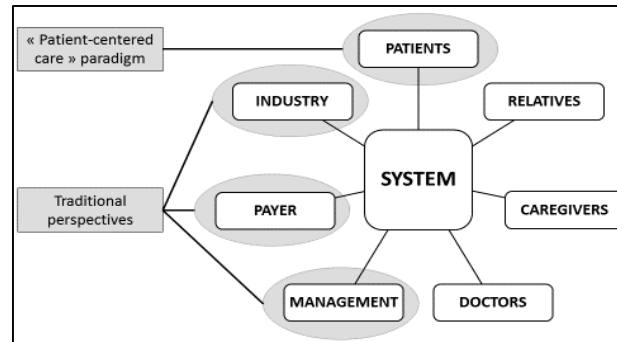 « Patient-centered
care » paradigm
PATIENTS
INDUSTRY
RELATIVES
SYSTEM
Traditional
perspectives
PAYER
CAREGIVERS
MANAGEMENT
DOCTORS